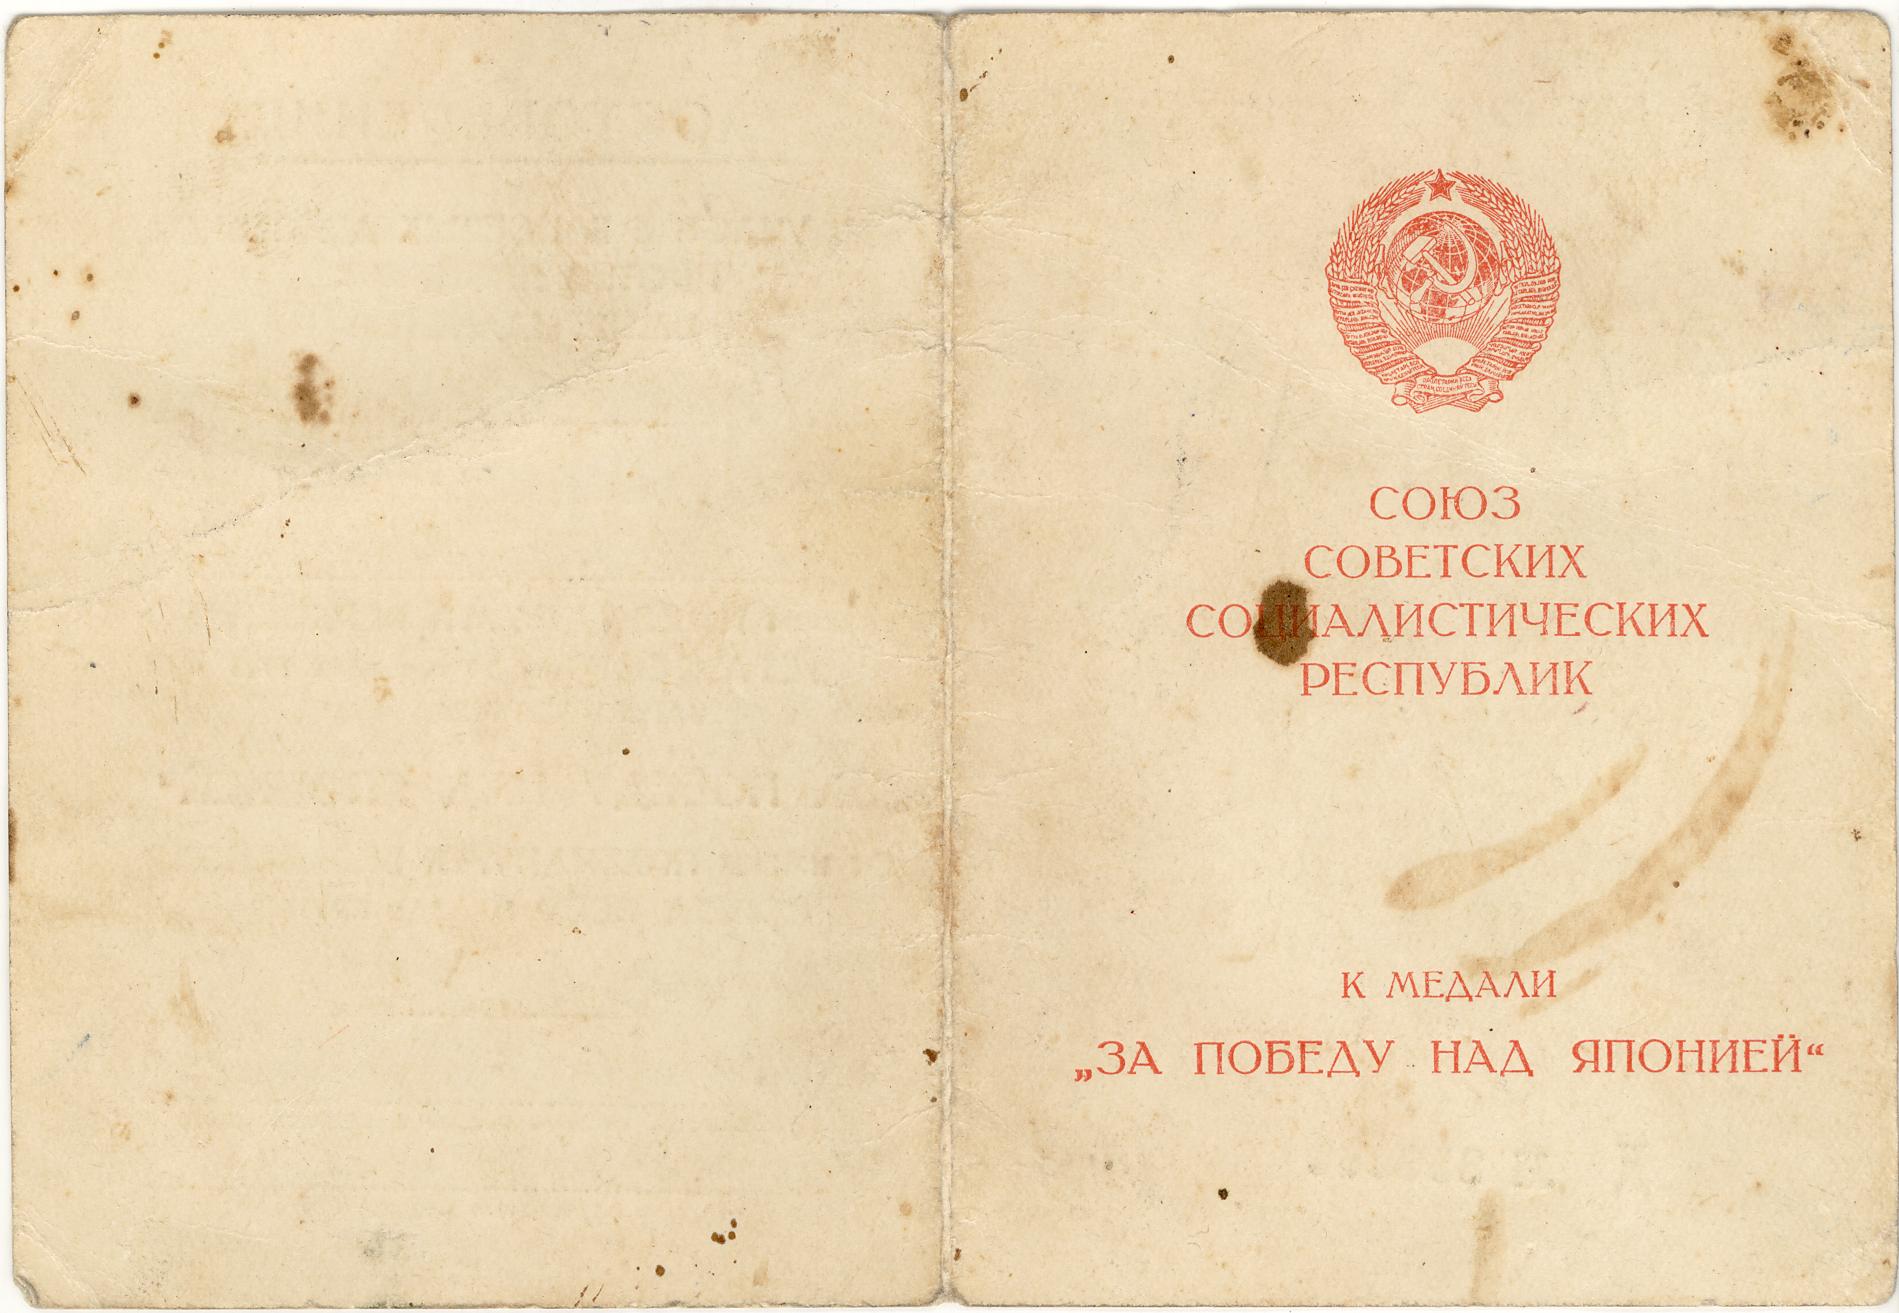 СОЮЗ
СОВЕТСКИХ
СОЦИАЛИСТИЧЕСКИХ
РЕСПУБЛИК
К МЕДАЛИ
„ЗА ПОБЕДУ НАД ЯПОНИЕЙ“